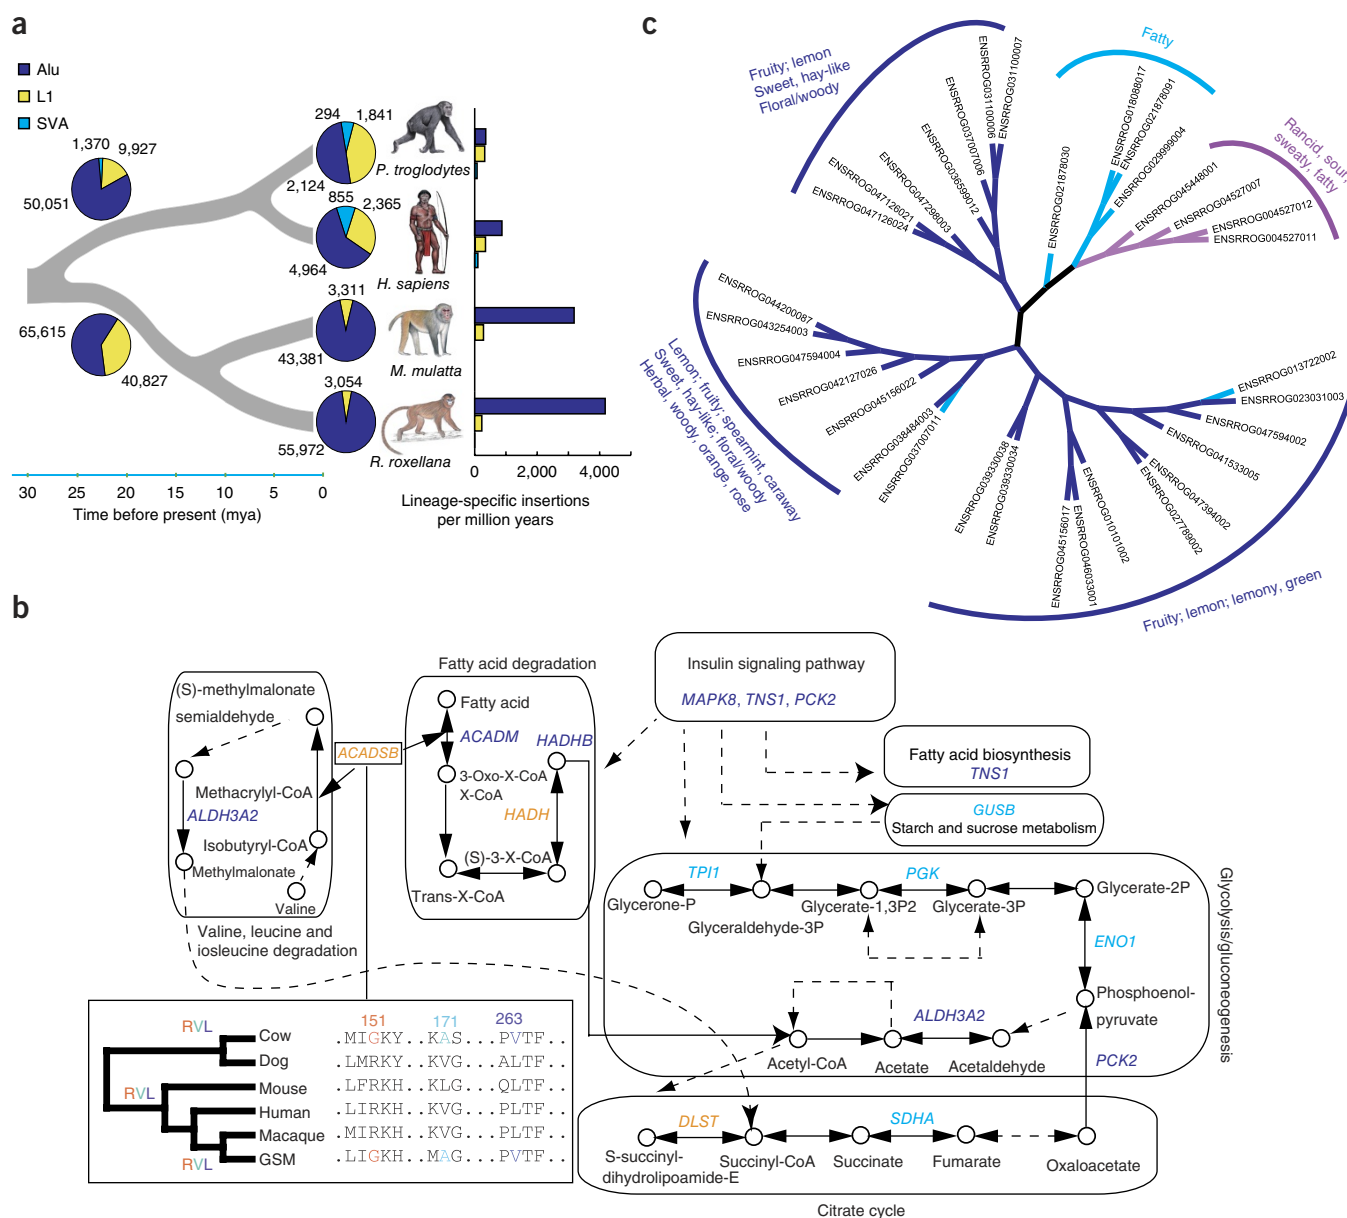 a
Alu
L1
SVA
1,370
9,927
50,051
65,615
40,827
294
1,841
2,124
P. troglodytes
855
2,365
4,964
H. sapiens
3,311
43,381
M. mulatta
3,054
55,972
R. roxellana
30
25
20
15
10
5
0
Time before present (mya)
0
2,000
4,000
Lineage-specific insertions
per million years
c
Fruity; lemon
Sweet, hay-like
Floral/woody
Fatty
Rancid, sour,
sweaty, fatty
ENSRROG047126024
ENSRROG047126021
ENSRROG047298003
ENSRROG036599012
ENSRROG037007006
ENSRROG031100006
ENSRROG031100007
ENSRROG021878030
ENSRROG018088017
ENSRROG021878091
ENSRROG029999004
ENSRROG045448001
ENSRROG04527007
ENSRROG004527012
ENSRROG004527011
ENSRROG044200087
ENSRROG043254003
ENSRROG047594004
ENSRROG042127026
ENSRROG045156022
ENSRROG038484003
ENSRROG037007011
ENSRROG039330038
ENSRROG039330034
ENSRROG045156017
ENSRROG046033001
ENSRROG010101002
ENSRROG027789002
ENSRROG047394002
ENSRROG041533005
ENSRROG047594002
ENSRROG023031003
ENSRROG013722002
Lemon; fruity; spearmint, caraway
Sweet, hay-like; floral/woody
Herbal, woody, orange, rose
Fruity; lemon; lemony, green
b
(S)-methylmalonate
semialdehyde
Methacrylyl-CoA
ALDH3A2
Isobutyryl-CoA
Methylmalonate
Valine
Valine, leucine and
iosleucine degradation
ACADSB
Fatty acid degradation
Fatty acid
ACADM
HADHB
3-Oxo-X-CoA
X-CoA
HADH
(S)-3-X-CoA
Trans-X-CoA
Insulin signaling pathway
MAPK8, TNS1, PCK2
Fatty acid biosynthesis
TNS1
GUSB
Starch and sucrose metabolism
TPI1
PGK
Glycerone-P
Glyceraldehyde-3P
Glycerate-1,3P2
Glycerate-3P
Glycerate-2P
ENO1
Phosphoenol-
pyruvate
ALDH3A2
Acetyl-CoA
Acetate
Acetaldehyde
PCK2
Glycolysis/gluconeogenesis
DLST
SDHA
S-succinyl-
dihydrolipoamide-E
Succinyl-CoA
Succinate
Fumarate
Oxaloacetate
Citrate cycle
151
171
263
RVL
RVL
RVL
Cow
..MIGKY..KAS...PVTF..
Dog
..LMRKY..KVG...ALTF..
Mouse
..LFRKH..KLG...QLTF..
Human
..LIRKH..KVG...PLTF..
Macaque
..MIRKH..KVG...PLTF..
GSM
..LIGKH..MAG...PVTF..